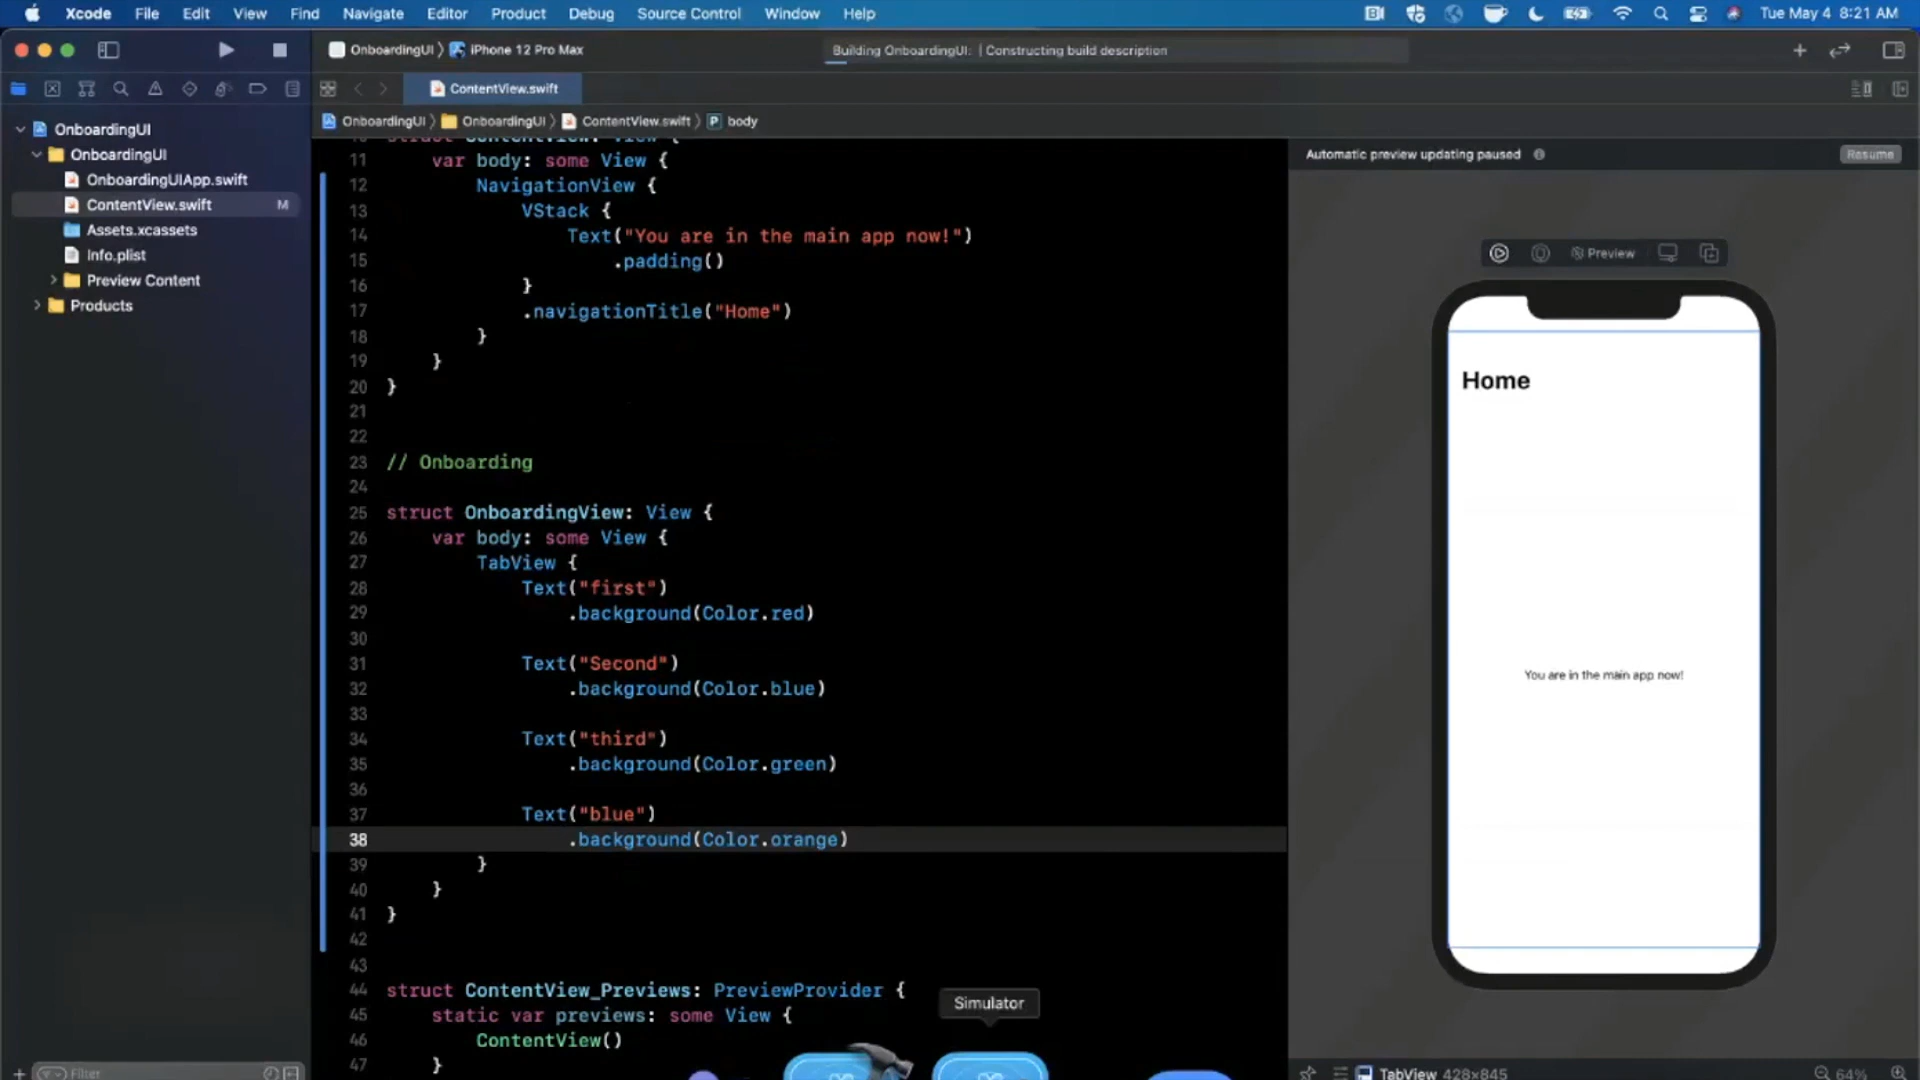 Xcode File Edit View Find Navigate Editor Product Debug Source Control Window Help Tue May 4 8:21 AM
OnboardingUI iPhone 12 Pro Max Building OnboardingUI: | Constructing build description
ContentView.swift
OnboardingUI OnboardingUI ContentView.swift P body
OnboardingUI
OnboardingUI
OnboardingUIApp.swift
ContentView.swift M
Assets.xcassets
Info.plist
Preview Content
Products
Filter
struct ContentView: View {
11 var body: some View {
12 NavigationView {
13 VStack {
14 Text("You are in the main app now!")
15 .padding()
16 }
17 .navigationTitle("Home")
18 }
19 }
20 }
21
22
23 // Onboarding
24
25 struct OnboardingView: View {
26 var body: some View {
27 TabView {
28 Text("first")
29 .background(Color.red)
30
31 Text("Second")
32 .background(Color.blue)
33
34 Text("third")
35 .background(Color.green)
36
37 Text("blue")
38 .background(Color.orange)
39 }
40 }
41 }
42
43
44 struct ContentView_Previews: PreviewProvider {
45 static var previews: some View {
46 ContentView()
47 }
Simulator
Automatic preview updating paused Resume
Preview
Home
You are in the main app now!
TabView 428×845 64%